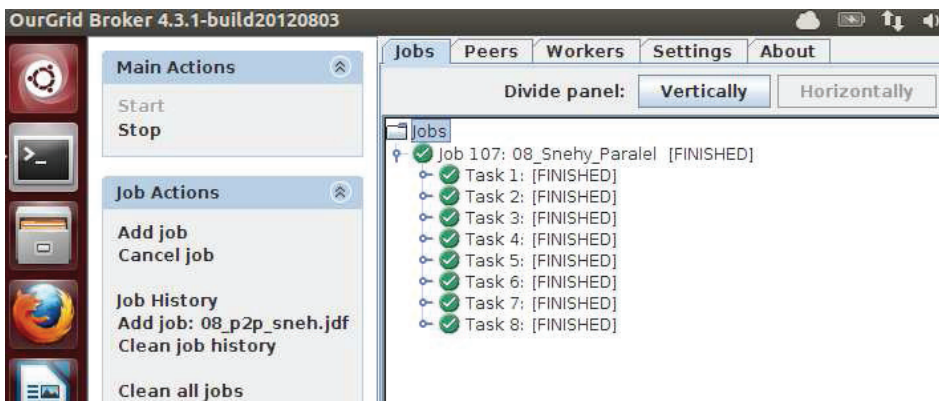 OurGrid Broker 4.3.1-build20120803
Main Actions
Start
Stop
Job Actions
Add job
Cancel job
Job History
Add job: 08_p2p_sneh.jdf
Clean job history
Clean all jobs
Jobs Peers Workers Settings About
Divide panel: Vertically Horizontally
Jobs
Job 107: 08_Snehy_Paralel [FINISHED]
Task 1: [FINISHED]
Task 2: [FINISHED]
Task 3: [FINISHED]
Task 4: [FINISHED]
Task 5: [FINISHED]
Task 6: [FINISHED]
Task 7: [FINISHED]
Task 8: [FINISHED]